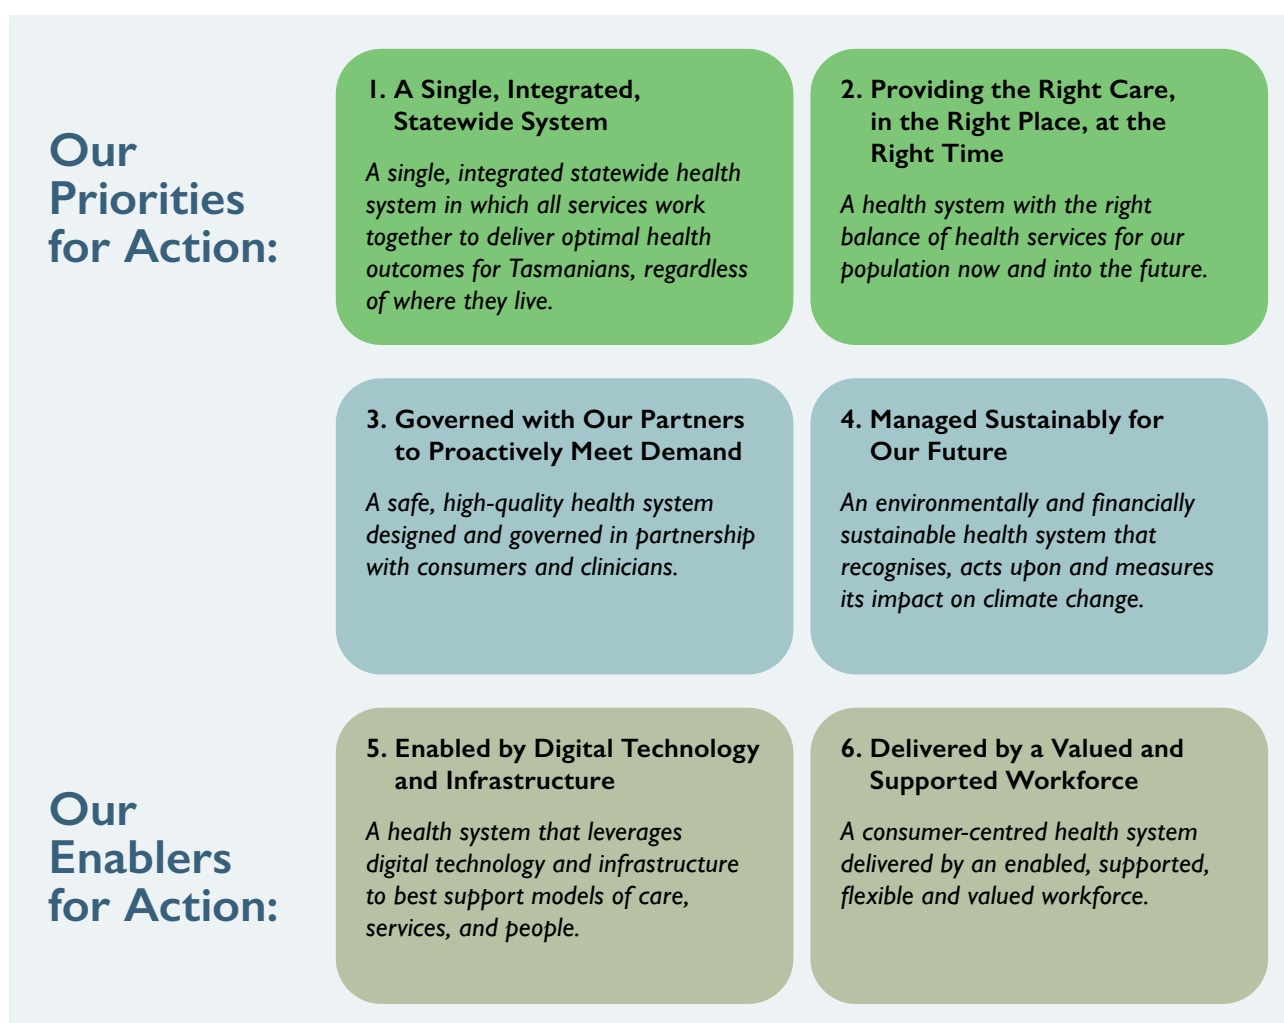 Our
Priorities
for Action:
1. A Single, Integrated,
Statewide System
A single, integrated statewide health
system in which all services work
together to deliver optimal health
outcomes for Tasmanians, regardless
of where they live.
2. Providing the Right Care,
in the Right Place, at the
Right Time
A health system with the right
balance of health services for our
population now and into the future.
3. Governed with Our Partners
to Proactively Meet Demand
A safe, high-quality health system
designed and governed in partnership
with consumers and clinicians.
4. Managed Sustainably for
Our Future
An environmentally and financially
sustainable health system that
recognises, acts upon and measures
its impact on climate change.
Our
Enablers
for Action:
5. Enabled by Digital Technology
and Infrastructure
A health system that leverages
digital technology and infrastructure
to best support models of care,
services, and people.
6. Delivered by a Valued and
Supported Workforce
A consumer-centred health system
delivered by an enabled, supported,
flexible and valued workforce.